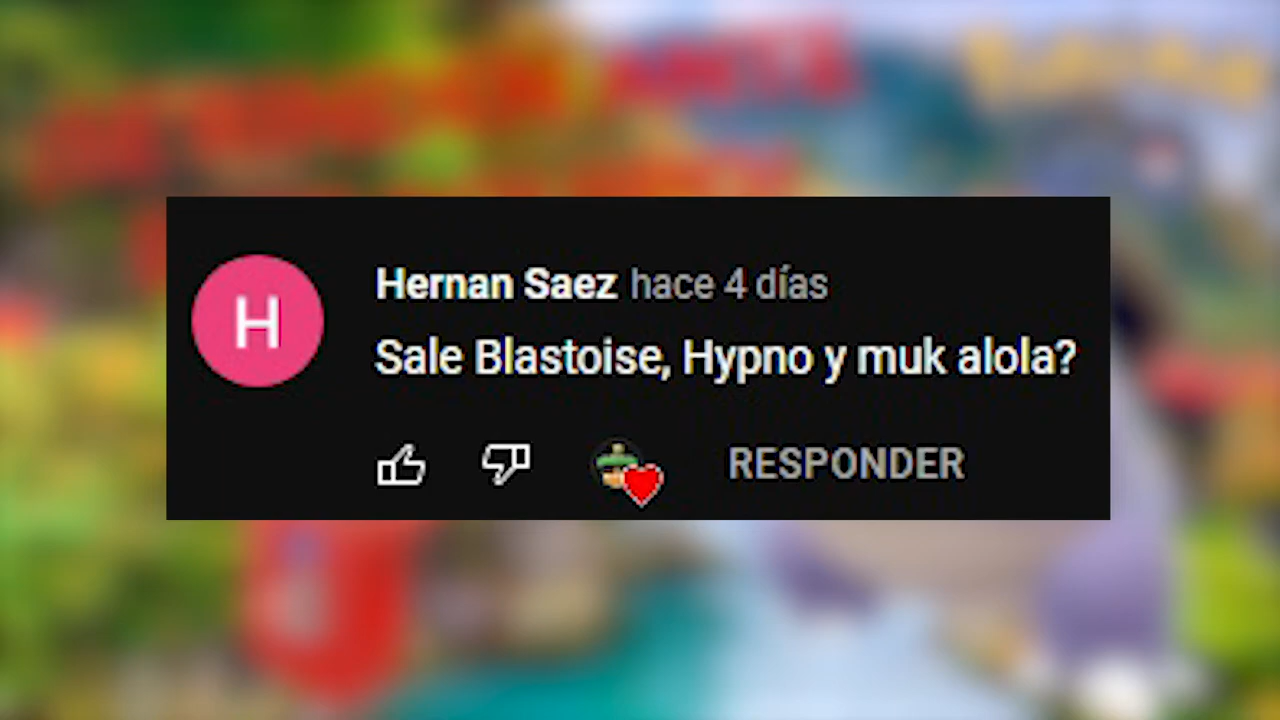 H
Hernan Saez hace 4 días
Sale Blastoise, Hypno y muk alola?
RESPONDER